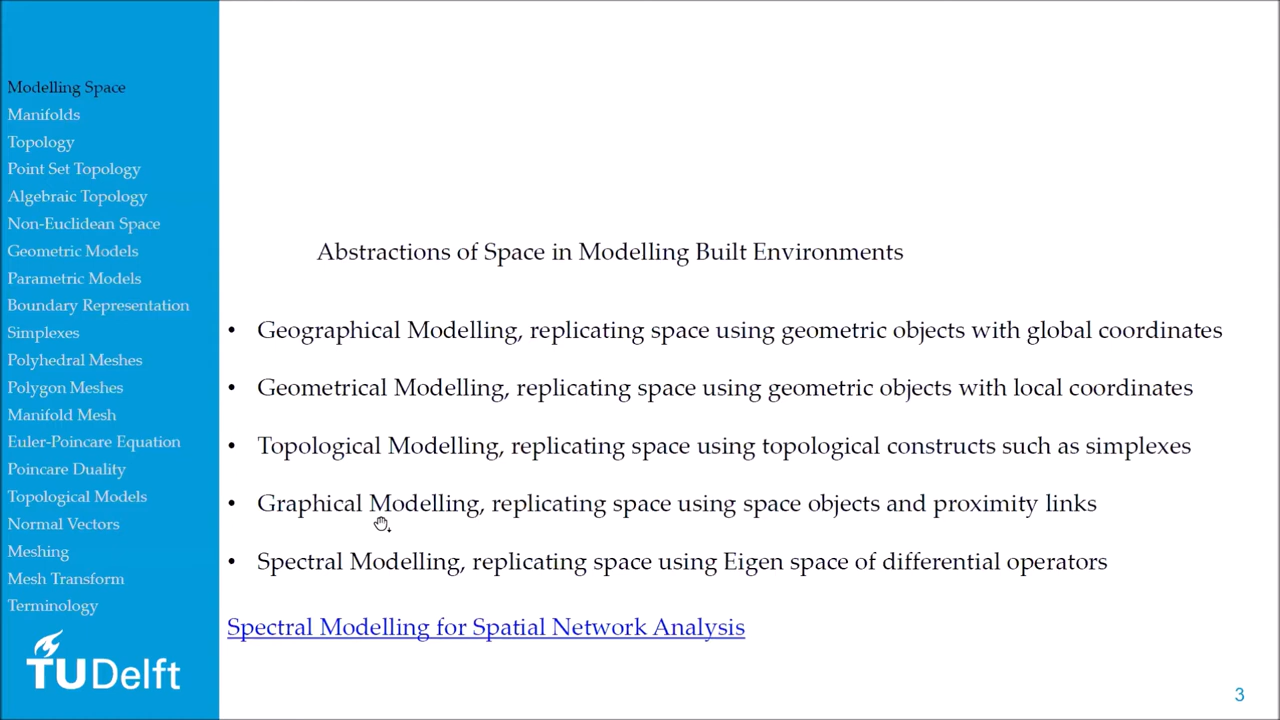 Modelling Space
Manifolds
Topology
Point Set Topology
Algebraic Topology
Non-Euclidean Space
Geometric Models
Parametric Models
Boundary Representation
Simplexes
Polyhedral Meshes
Polygon Meshes
Manifold Mesh
Euler-Poincare Equation
Poincare Duality
Topological Models
Normal Vectors
Meshing
Mesh Transform
Terminology
TUDelft
Abstractions of Space in Modelling Built Environments
• Geographical Modelling, replicating space using geometric objects with global coordinates
• Geometrical Modelling, replicating space using geometric objects with local coordinates
• Topological Modelling, replicating space using topological constructs such as simplexes
• Graphical Modelling, replicating space using space objects and proximity links
• Spectral Modelling, replicating space using Eigen space of differential operators
Spectral Modelling for Spatial Network Analysis
3